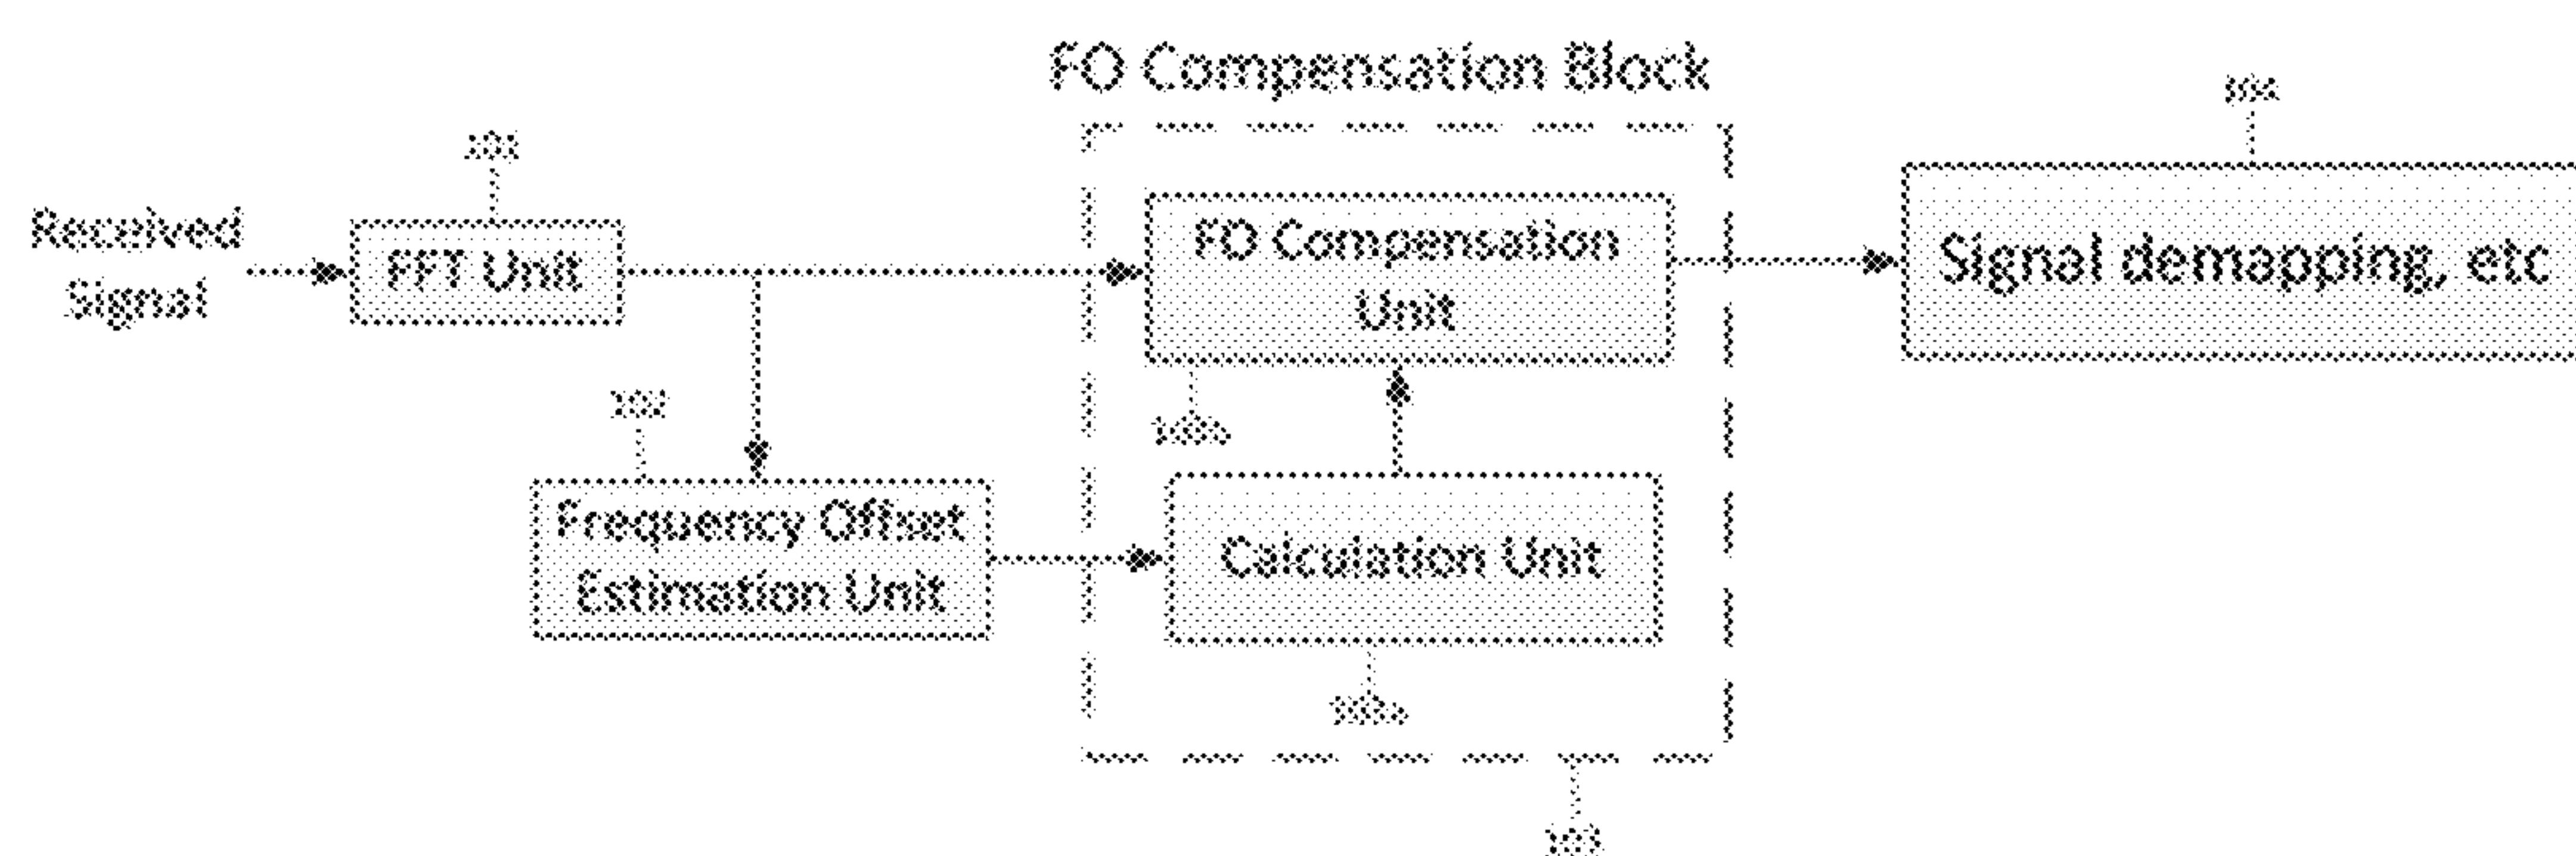 FO Compensation Block
Received
Signal
FFT Unit
FO Compensation
Unit
Signal demapping, etc
Frequency Offset
Estimation Unit
Calculation Unit